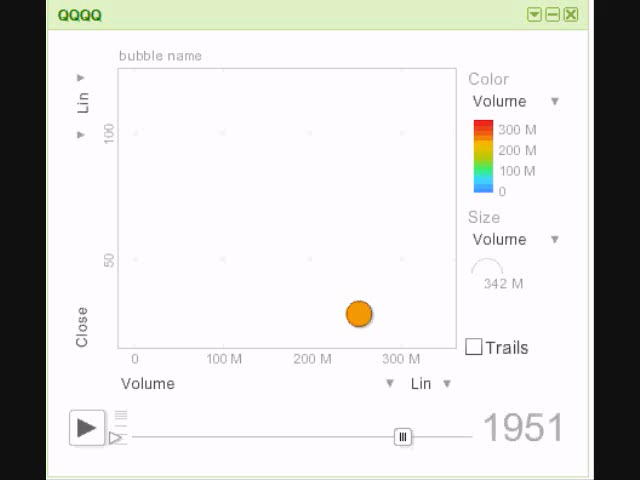 QQQQ
bubble name
Color
Lin
Volume
300 M
200 M
100 M
0
100
Size
Volume
50
342 M
Close
Trails
0 100 M 200 M 300 M
Volume Lin
1951